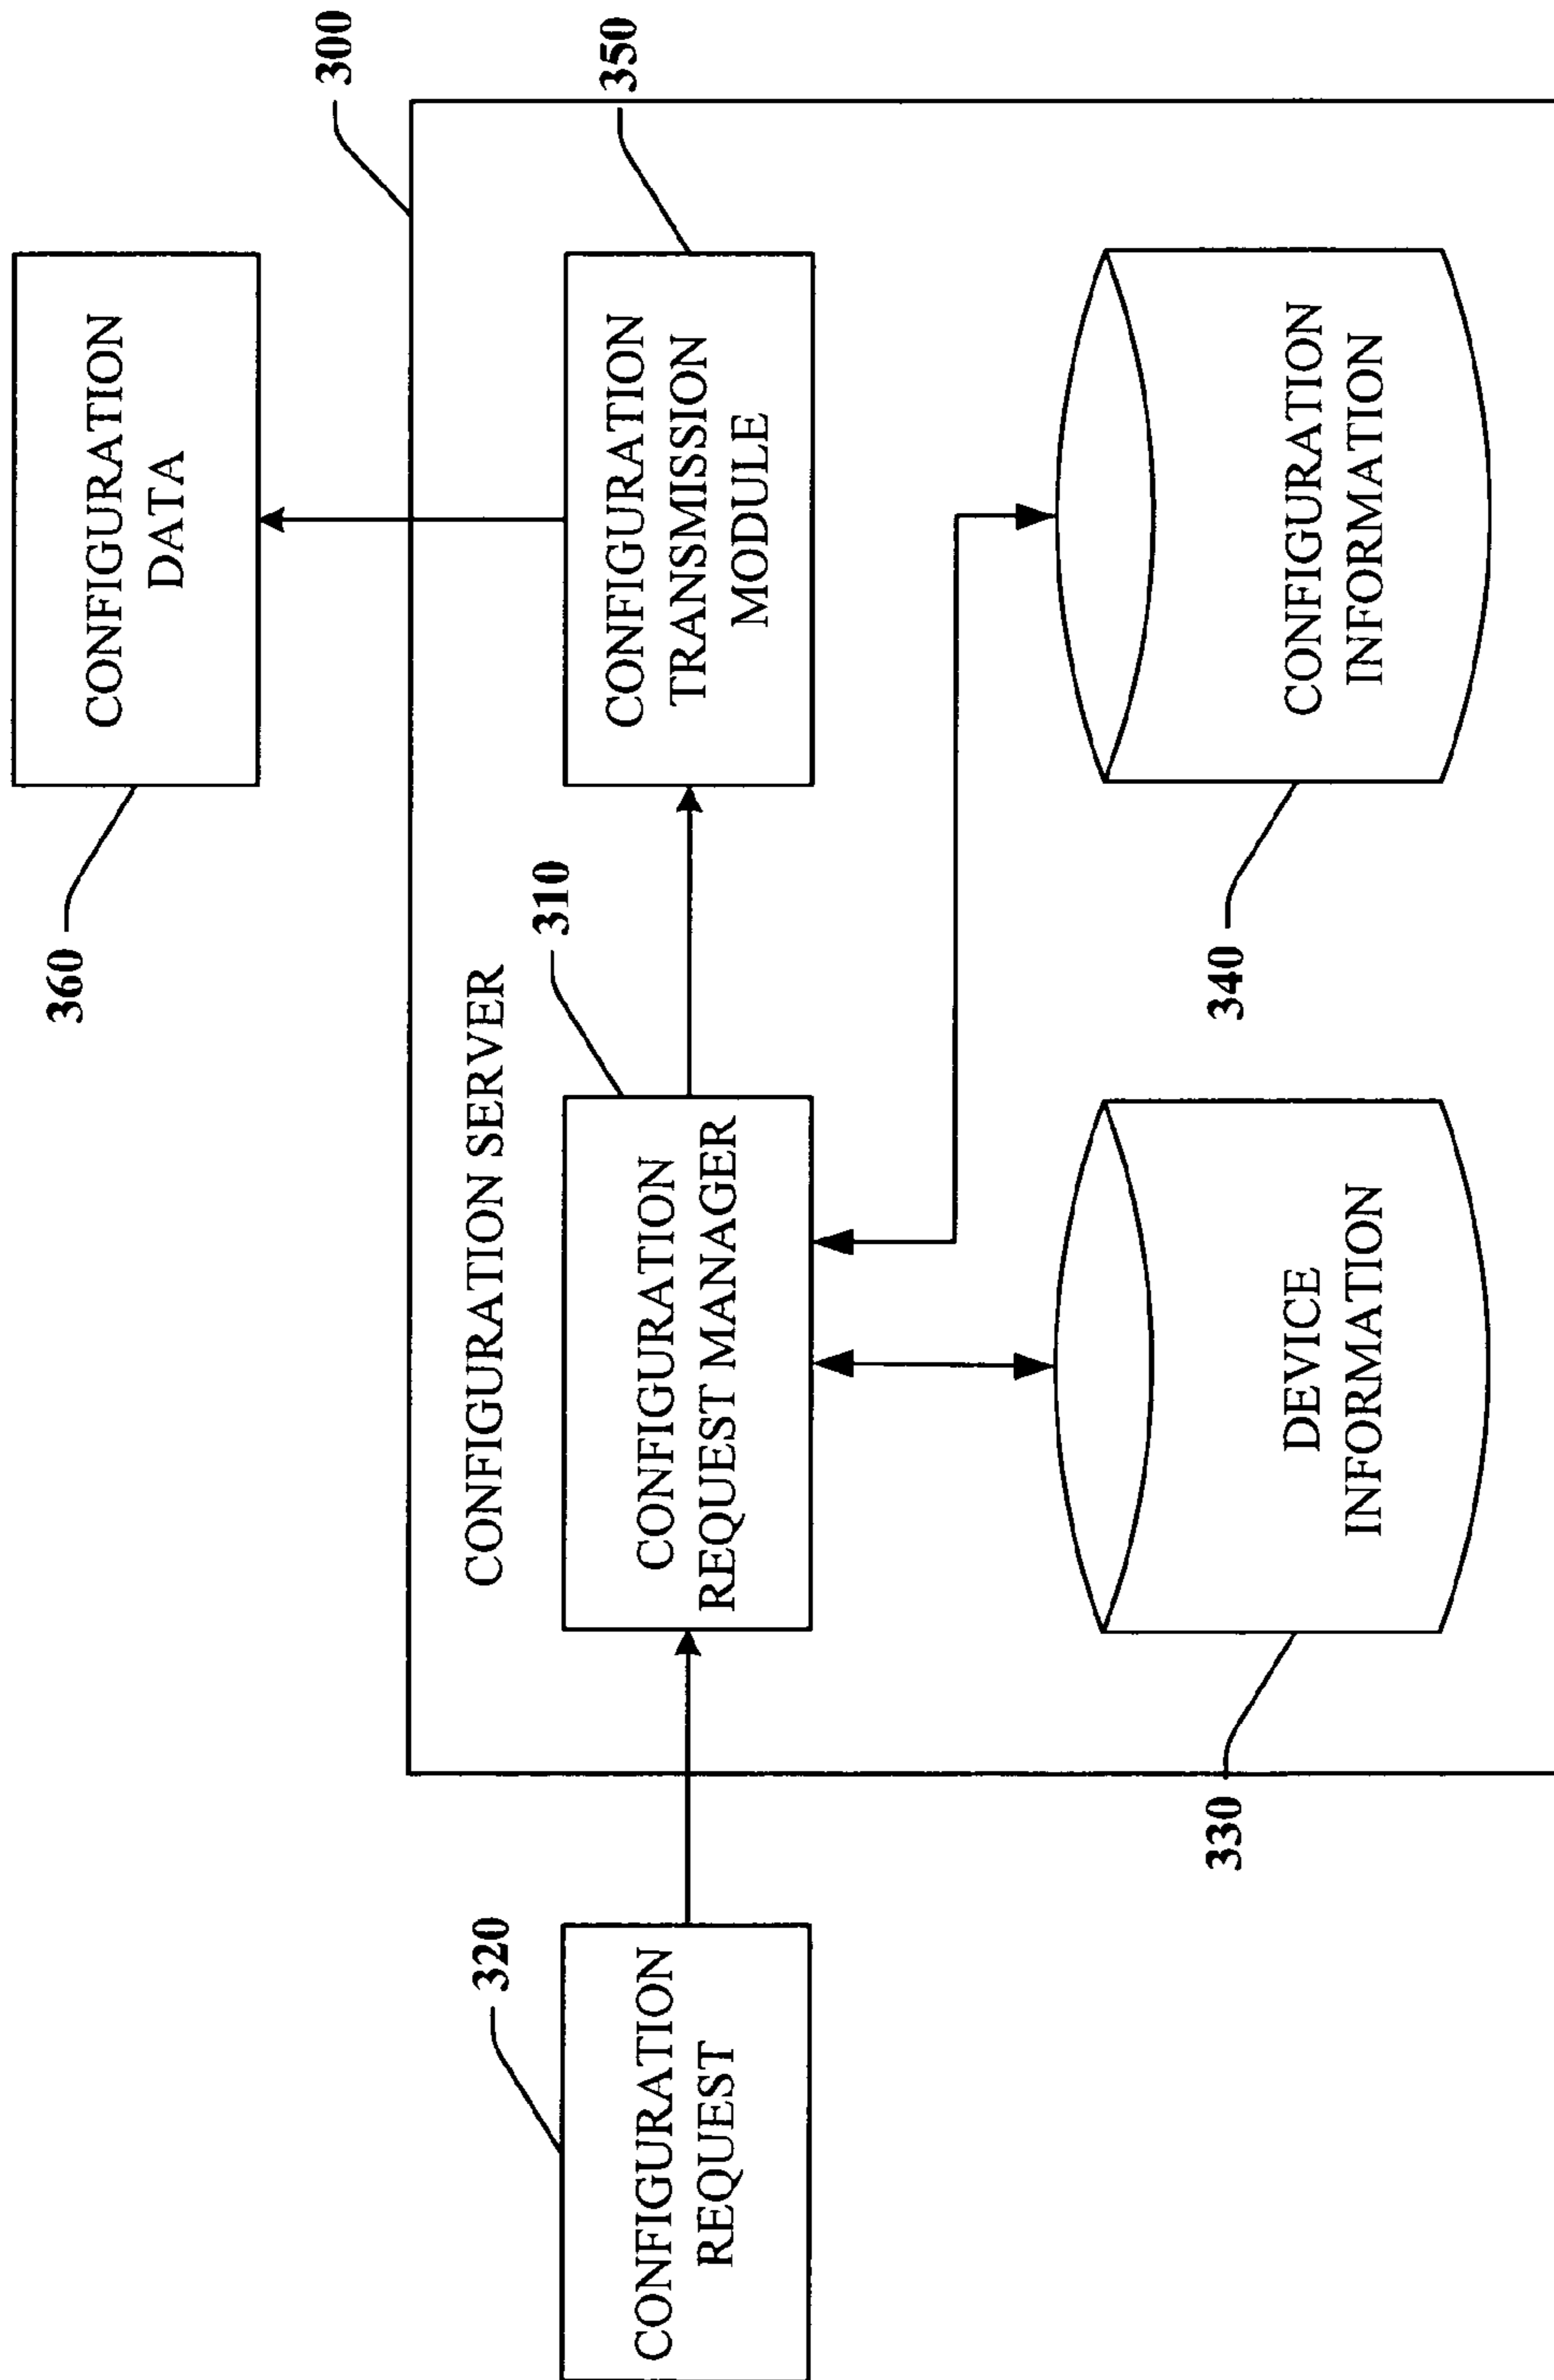 CONFIGURATION
DATA
360
300
CONFIGURATION SERVER
320
CONFIGURATION
REQUEST
310
CONFIGURATION
REQUEST MANAGER
350
CONFIGURATION
TRANSMISSION
MODULE
330
DEVICE
INFORMATION
340
CONFIGURATION
INFORMATION